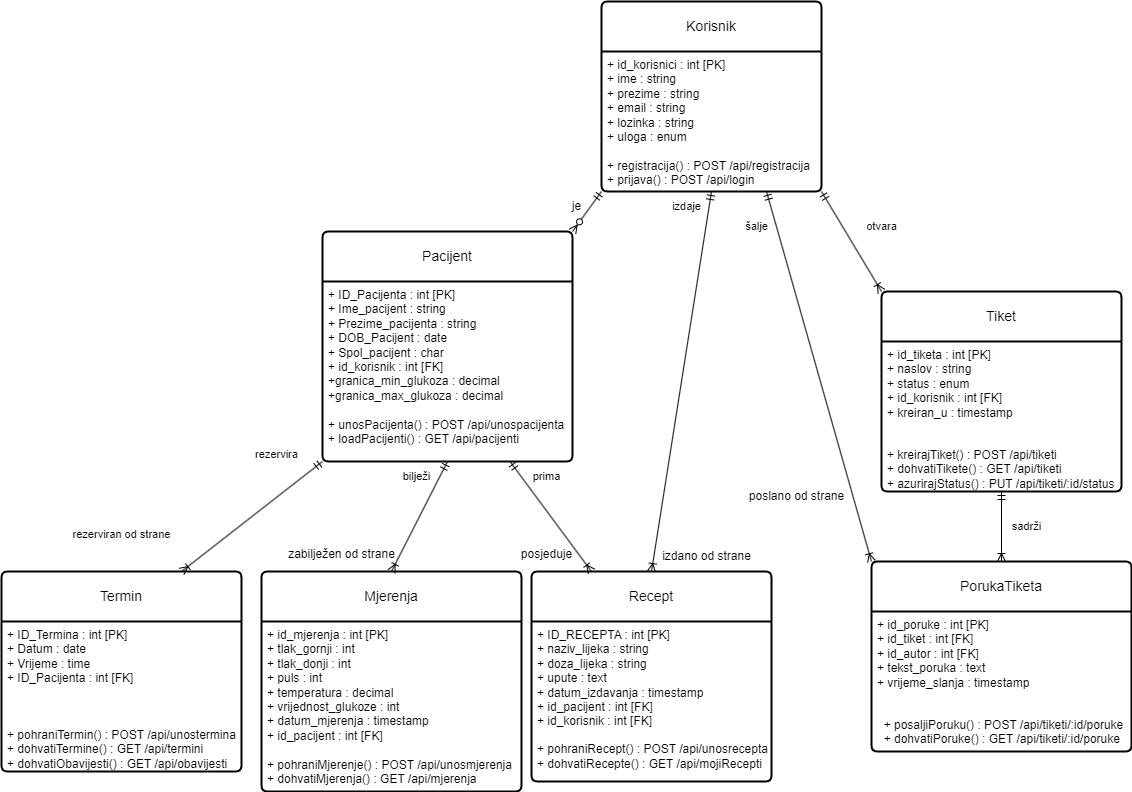 Korisnik
+ id_korisnici : int [PK]
+ ime : string
+ prezime : string
+ email : string
+ lozinka : string
+ uloga : enum
+ registracija() : POST /api/registracija
+ prijava() : POST /api/login
je
izdaje
šalje
otvara
Pacijent
+ ID_Pacijenta : int [PK]
+ Ime_pacijent : string
+ Prezime_pacijenta : string
+ DOB_Pacijent : date
+ Spol_pacijent : char
+ id_korisnik : int [FK]
+granica_min_glukoza : decimal
+granica_max_glukoza : decimal
+ unosPacijenta() : POST /api/unospacijenta
+ loadPacijenti() : GET /api/pacijenti
Tiket
+ id_tiketa : int [PK]
+ naslov : string
+ status : enum
+ id_korisnik : int [FK]
+ kreiran_u : timestamp
+ kreirajTiket() : POST /api/tiketi
+ dohvatiTikete() : GET /api/tiketi
+ azurirajStatus() : PUT /api/tiketi/:id/status
rezervira
bilježi
prima
poslano od strane
rezerviran od strane
zabilježen od strane
posjeduje
izdano od strane
sadrži
Termin
+ ID_Termina : int [PK]
+ Datum : date
+ Vrijeme : time
+ ID_Pacijenta : int [FK]
+ pohraniTermin() : POST /api/unostermina
+ dohvatiTermine() : GET /api/termini
+ dohvatiObavijesti() : GET /api/obavijesti
Mjerenja
+ id_mjerenja : int [PK]
+ tlak_gornji : int
+ tlak_donji : int
+ puls : int
+ temperatura : decimal
+ vrijednost_glukoze : int
+ datum_mjerenja : timestamp
+ id_pacijent : int [FK]
+ pohraniMjerenje() : POST /api/unosmjerenja
+ dohvatiMjerenja() : GET /api/mjerenja
Recept
+ ID_RECEPTA : int [PK]
+ naziv_lijeka : string
+ doza_lijeka : string
+ upute : text
+ datum_izdavanja : timestamp
+ id_pacijent : int [FK]
+ id_korisnik : int [FK]
+ pohraniRecept() : POST /api/unosrecepta
+ dohvatiRecepte() : GET /api/mojiRecepti
PorukaTiketa
+ id_poruke : int [PK]
+ id_tiket : int [FK]
+ id_autor : int [FK]
+ tekst_poruka : text
+ vrijeme_slanja : timestamp
+ posaljiPoruku() : POST /api/tiketi/:id/poruke
+ dohvatiPoruke() : GET /api/tiketi/:id/poruke